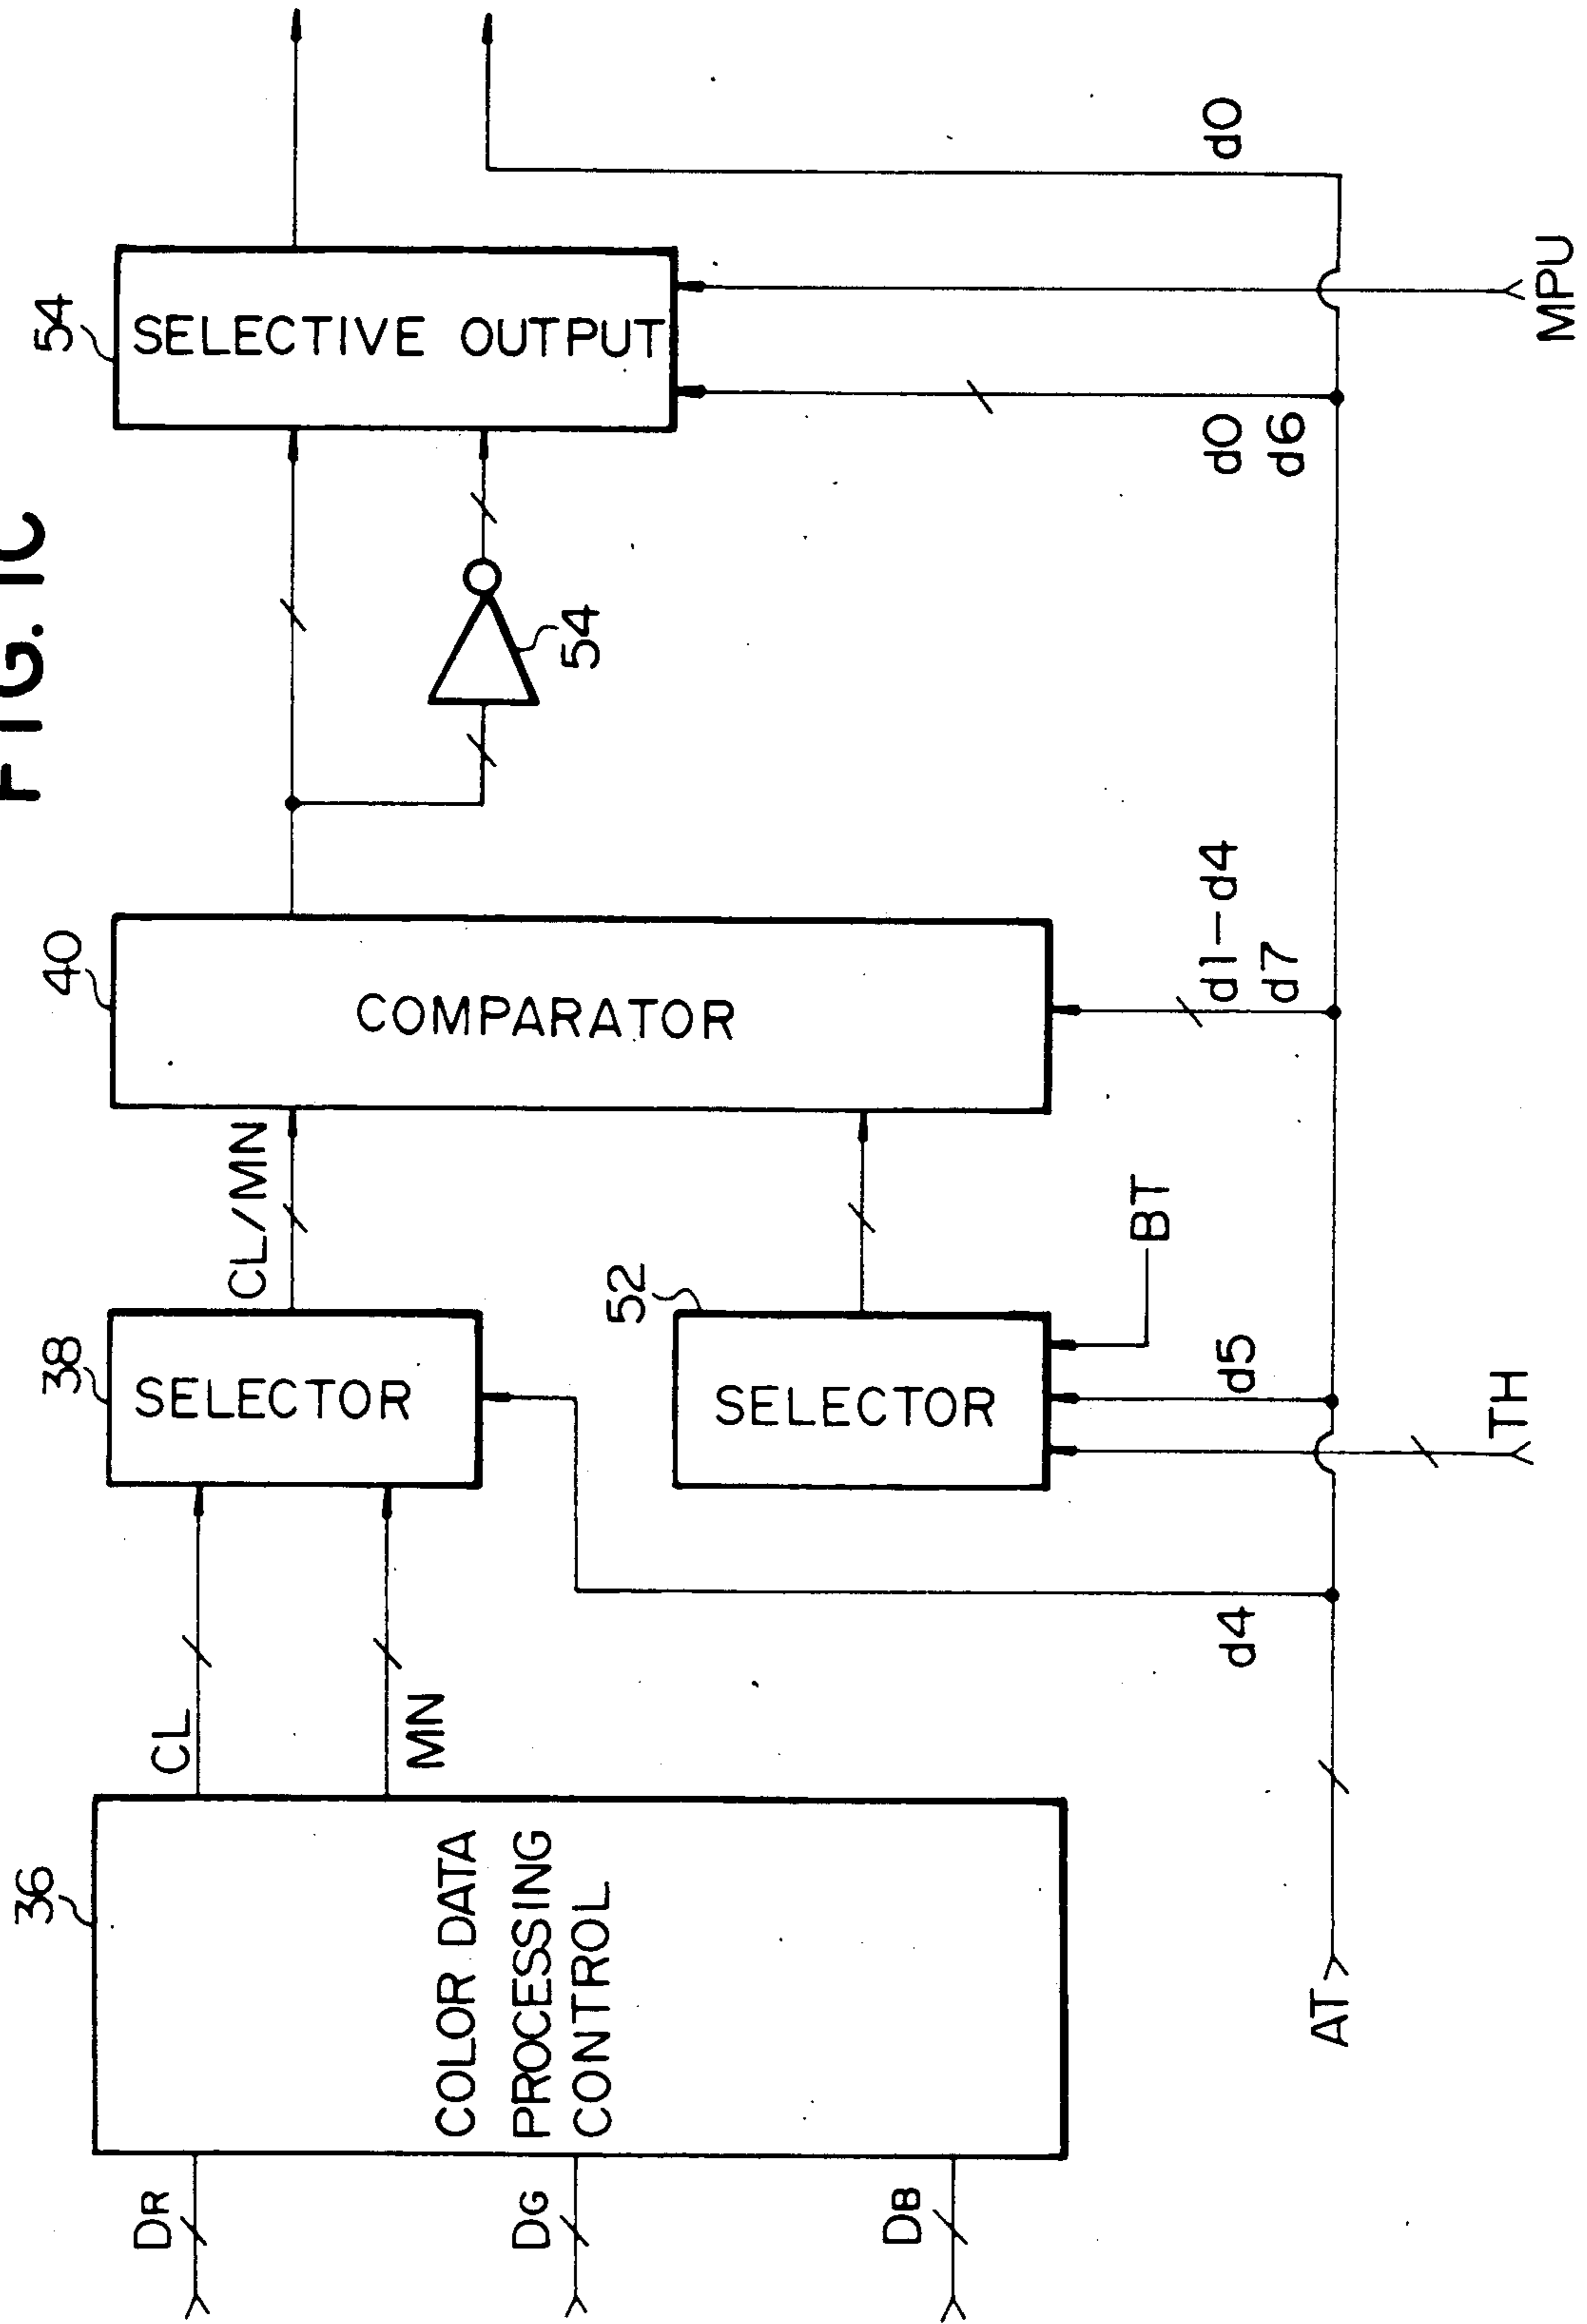 FIG. 1C
36
COLOR DATA
PROCESSING
CONTROL
DR
DG
DB
CL
MN
38
SELECTOR
CL/MN
52
SELECTOR
BT
d5
TH
d4
AT
40
COMPARATOR
d1-d4
d7
54
54
SELECTIVE OUTPUT
d0
d6
MPU
d0